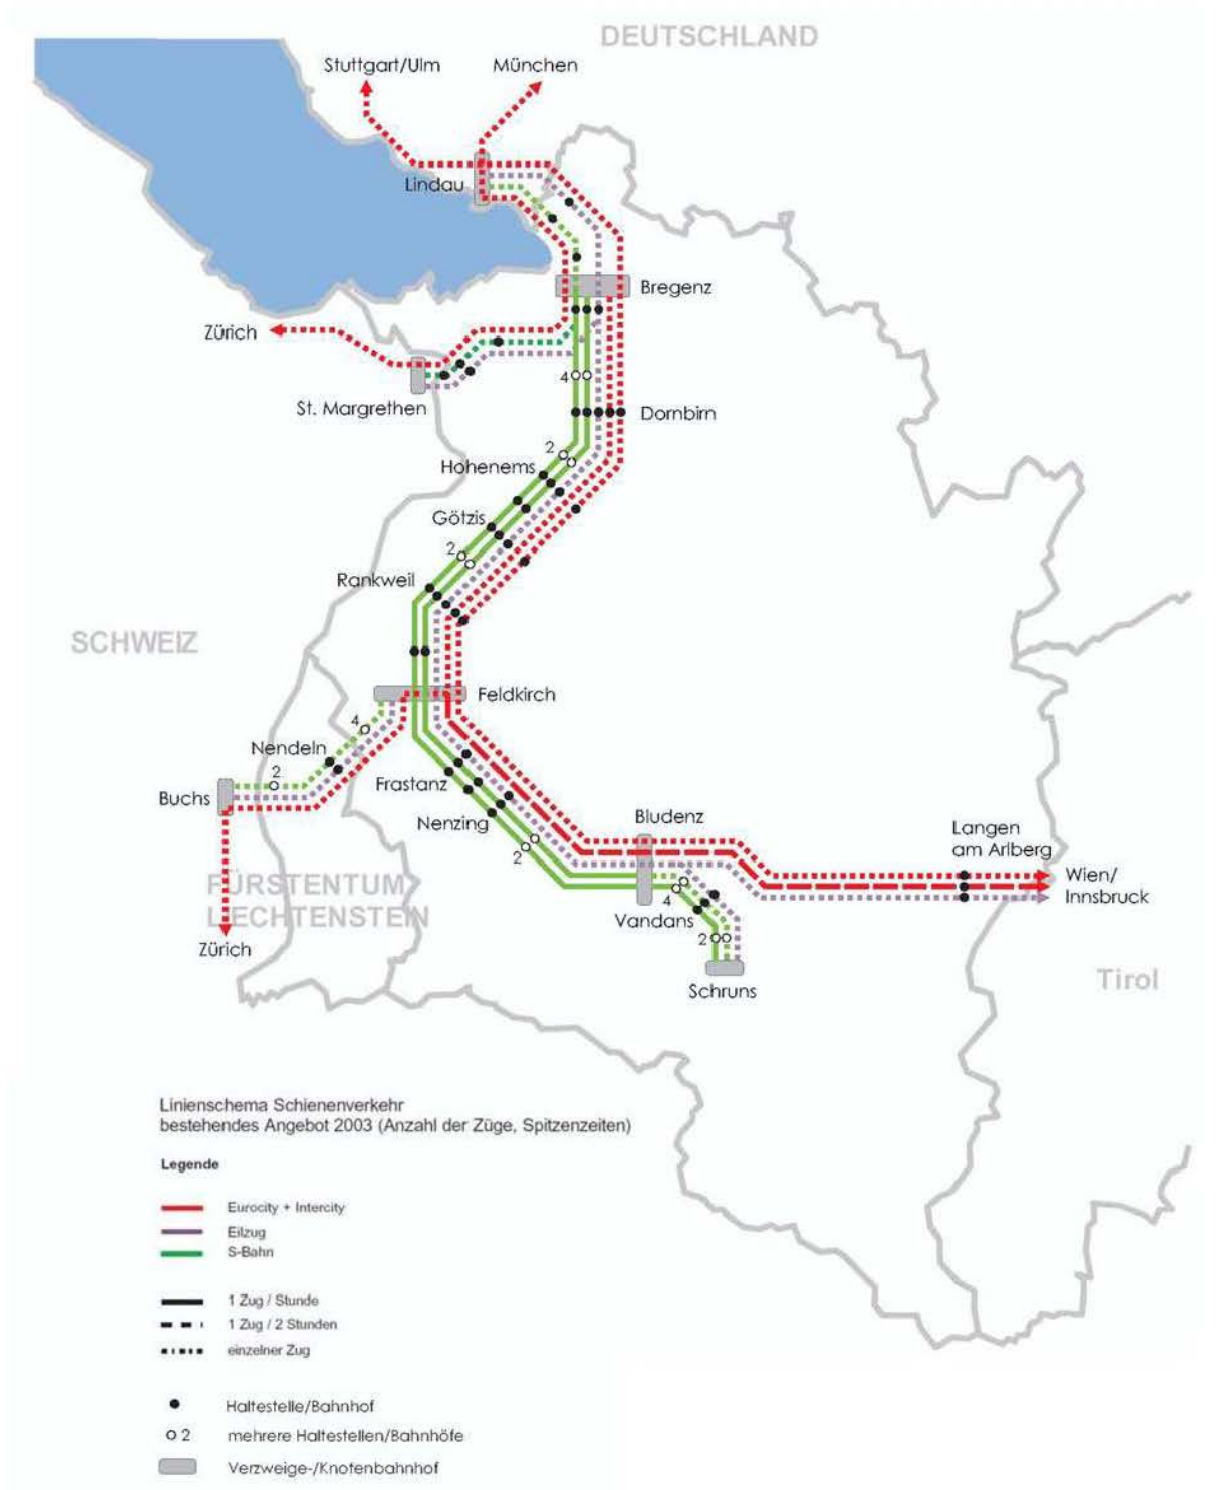 DEUTSCHLAND
Stuttgart/Ulm
München
Lindau
Bregenz
Zürich
St. Margrethen
4
Dornbirn
2
Hohenems
Götzis
2
Rankweil
SCHWEIZ
Feldkirch
4
Nendeln
2
Buchs
Frastanz
Nenzing
2
Bludenz
Langen
am Arlberg
Wien/
Innsbruck
FÜRSTENTUM
LIECHTENSTEIN
4
Vandans
2
Zürich
Schruns
Tirol
Linienschema Schienenverkehr
bestehendes Angebot 2003 (Anzahl der Züge, Spitzenzeiten)
Legende
Eurocity + Intercity
Eilzug
S-Bahn
1 Zug / Stunde
1 Zug / 2 Stunden
einzelner Zug
Haltestelle/Bahnhof
2 mehrere Haltestellen/Bahnhöfe
Verzweige-/Knotenbahnhof